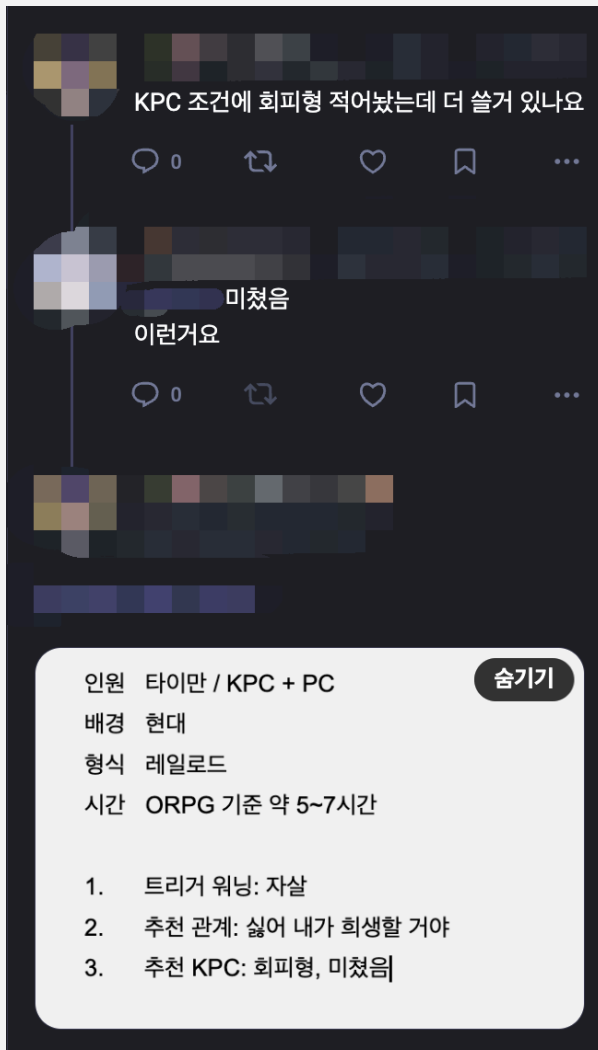 KPC 조건에 회피형 적어놨는데 더 쓸거 있나요
0
미쳤음
이런거요
0
숨기기
인원 타이만 / KPC + PC
배경 현대
형식 레일로드
시간 ORPG 기준 약 5~7시간
1. 트리거 워닝: 자살
2. 추천 관계: 싫어 내가 희생할 거야
3. 추천 KPC: 회피형, 미쳤음